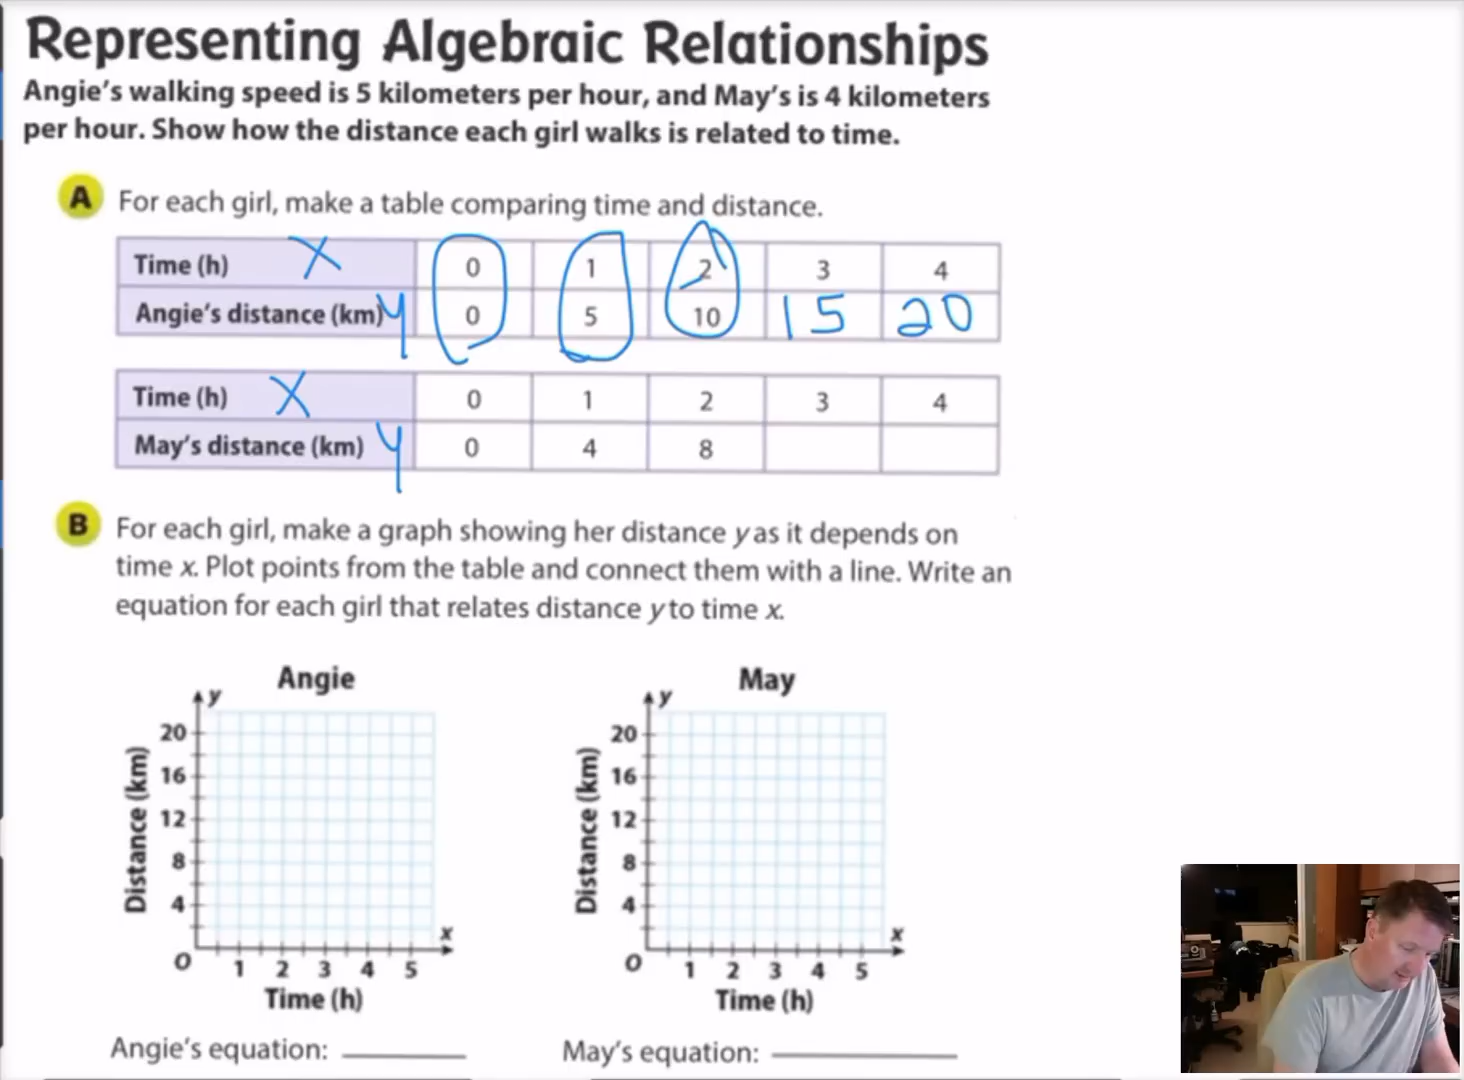 Representing Algebraic Relationships
Angie's walking speed is 5 kilometers per hour, and May's is 4 kilometers
per hour. Show how the distance each girl walks is related to time.
A For each girl, make a table comparing time and distance.
Time (h) X 0 1 2 3 4
Angie's distance (km) y 0 5 10 15 20
Time (h) X 0 1 2 3 4
May's distance (km) y 0 4 8
B For each girl, make a graph showing her distance y as it depends on
time x. Plot points from the table and connect them with a line. Write an
equation for each girl that relates distance y to time x.
Angie
y
20
16
12
8
4
O 1 2 3 4 5
x
Distance (km)
Time (h)
May
y
20
16
12
8
4
O 1 2 3 4 5
x
Distance (km)
Time (h)
Angie's equation:
May's equation: